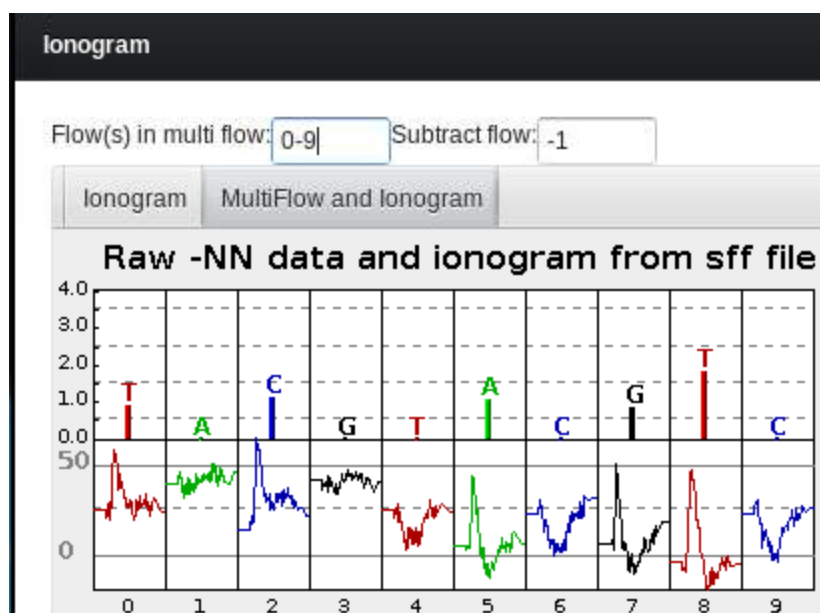 Ionogram
Flow(s) in multi flow: 0-9 Subtract flow: -1
Ionogram MultiFlow and Ionogram
Raw -NN data and ionogram from sff file
4.0
3.0
2.0
1.0
0.0
T A C G T A C G T C
50
0
0 1 2 3 4 5 6 7 8 9